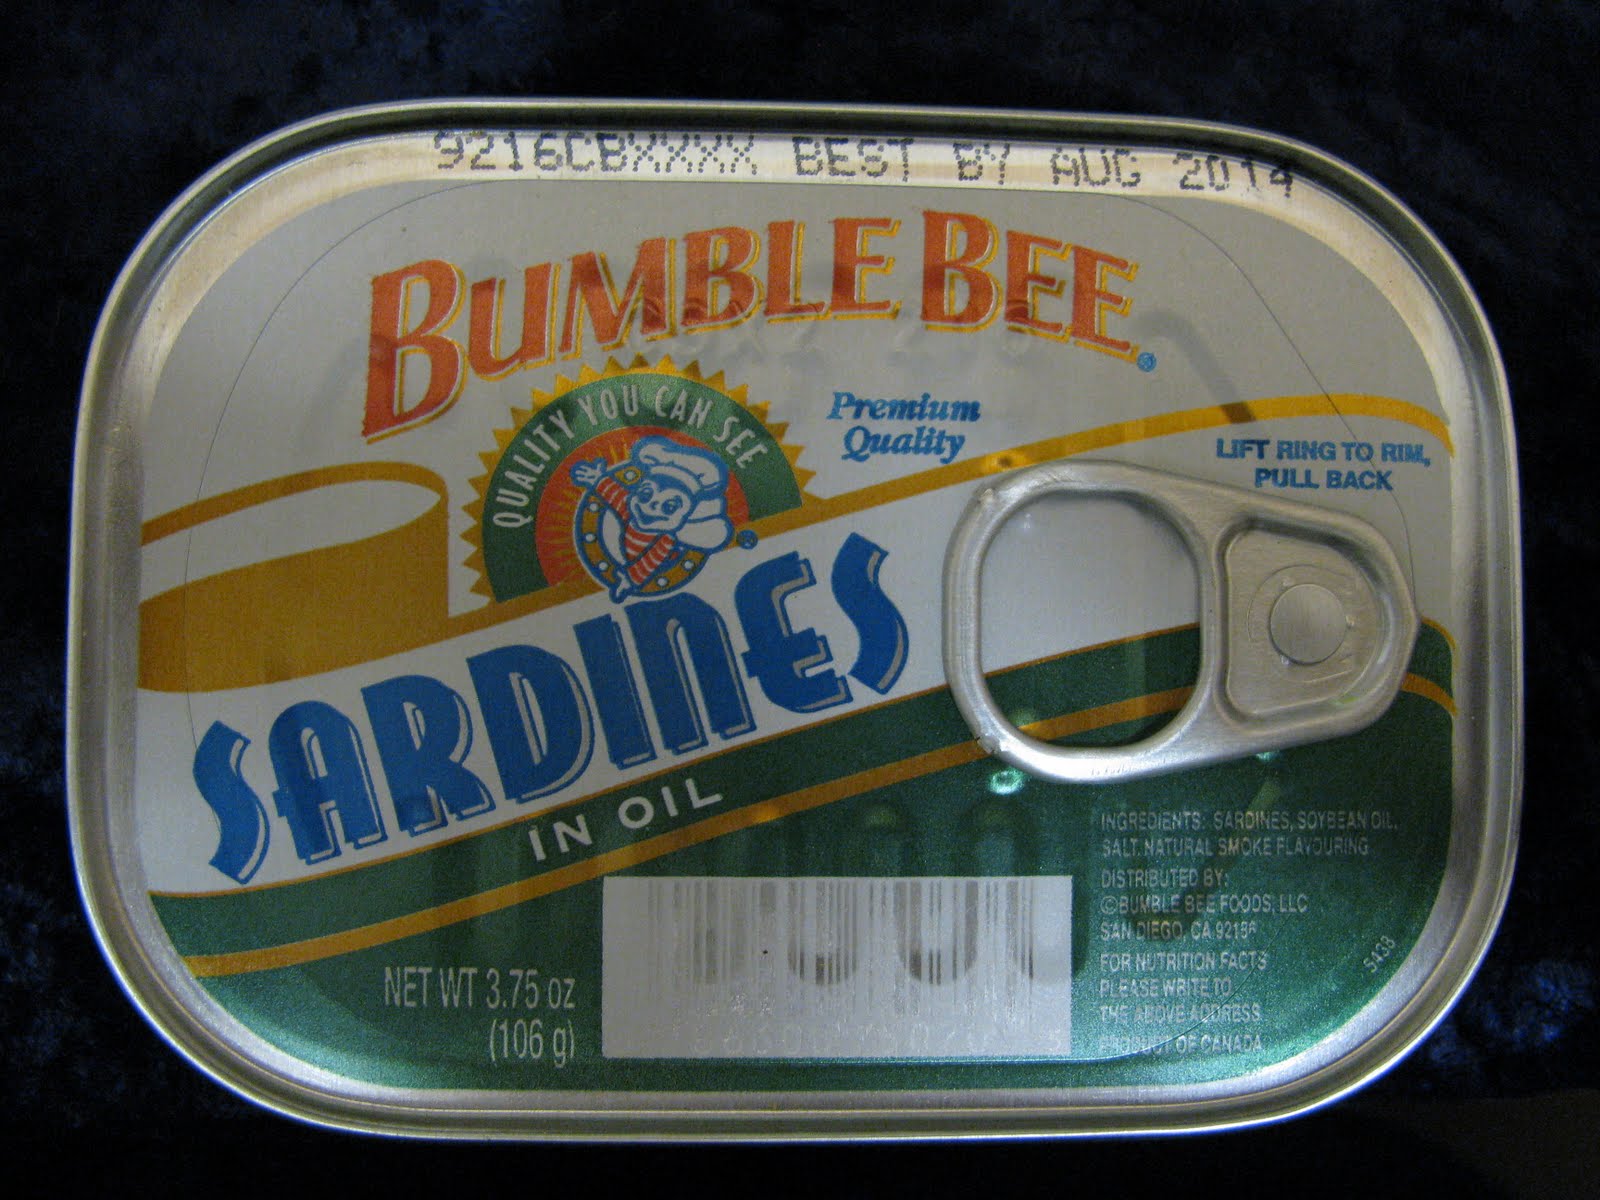 9216CBXXXX BEST BY AUG 2014
BUMBLE BEE®
QUALITY YOU CAN SEE
Premium
Quality
LIFT RING TO RIM,
PULL BACK
SARDINES
IN OIL
NET WT 3.75 oz
(106 g)
INGREDIENTS: SARDINES, SOYBEAN OIL,
SALT, NATURAL SMOKE FLAVOURING
DISTRIBUTED BY:
©BUMBLE BEE FOODS, LLC
SAN DIEGO, CA 92186
FOR NUTRITION FACTS
PLEASE WRITE TO
THE ABOVE ADDRESS
PRODUCT OF CANADA
S438